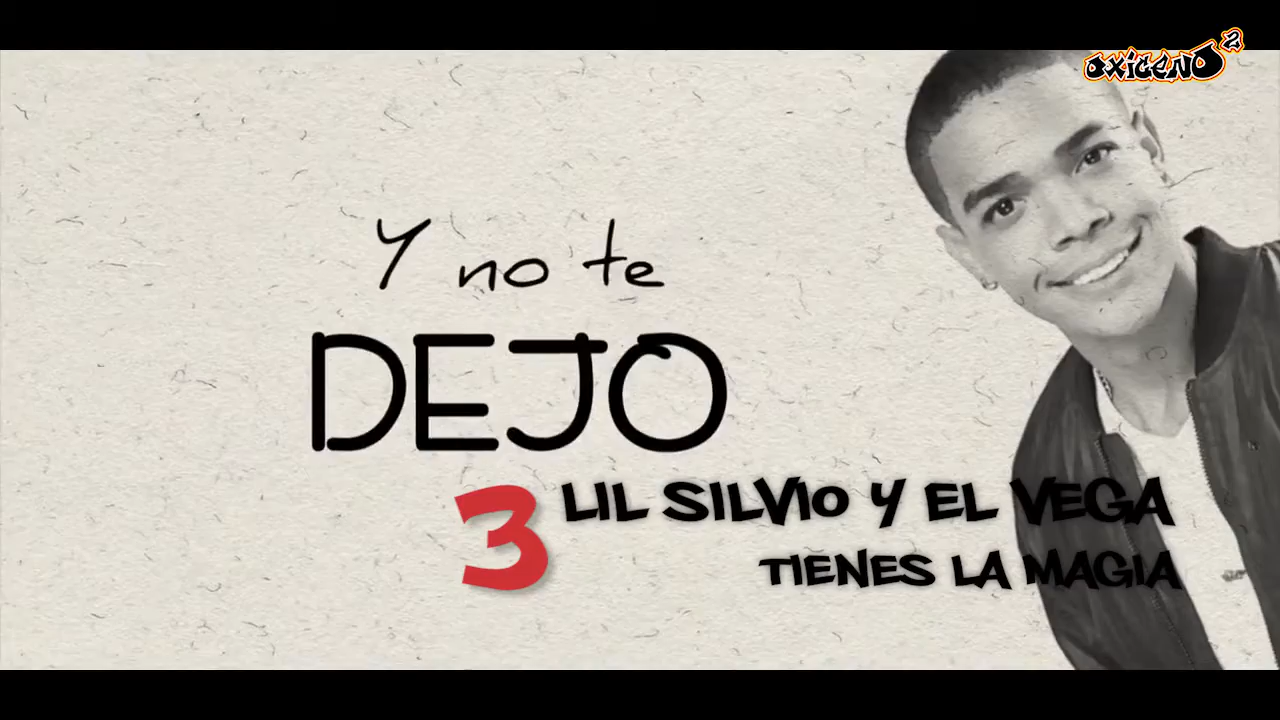 OXIGENO 2
Y no te
DEJO
3
LIL SILVIO Y EL VEGA
TIENES LA MAGIA